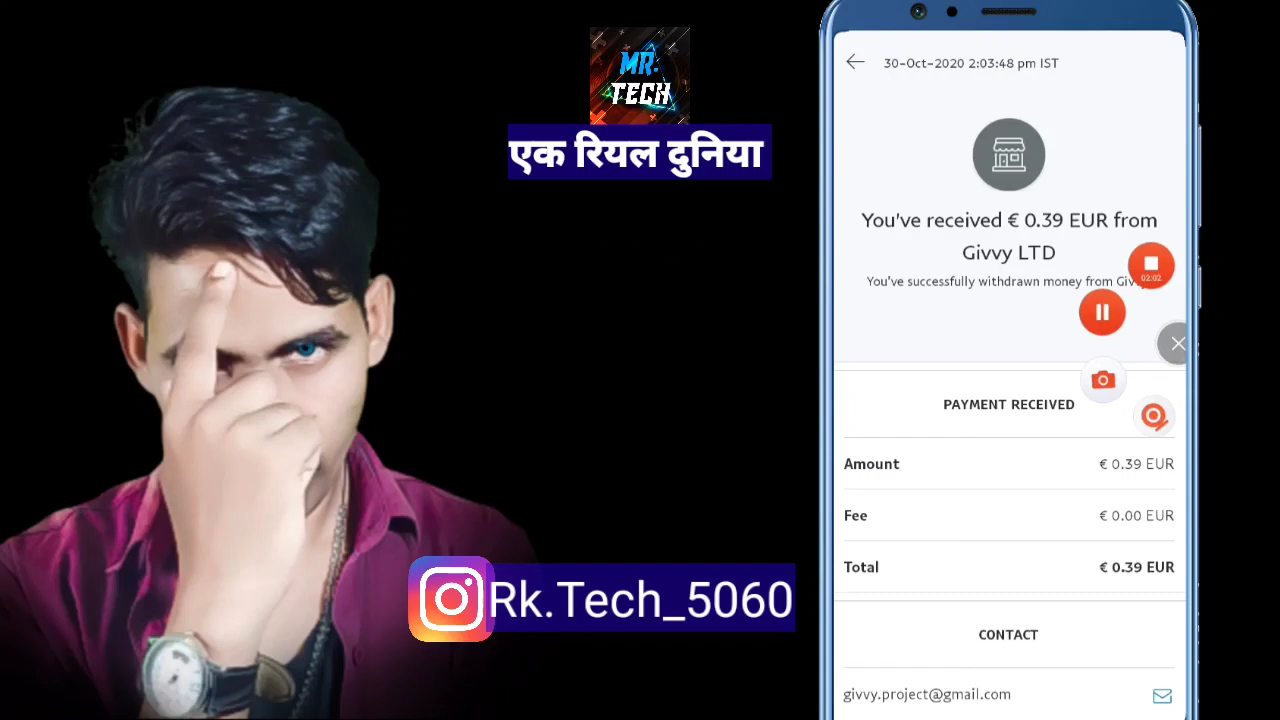 MR.
TECH
एक रियल दुनिया
Rk.Tech_5060
30-Oct-2020 2:03:48 pm IST
You've received € 0.39 EUR from
Givvy LTD
You've successfully withdrawn money from Givvy
02:02
PAYMENT RECEIVED
Amount € 0.39 EUR
Fee € 0.00 EUR
Total € 0.39 EUR
CONTACT
givvy.project@gmail.com